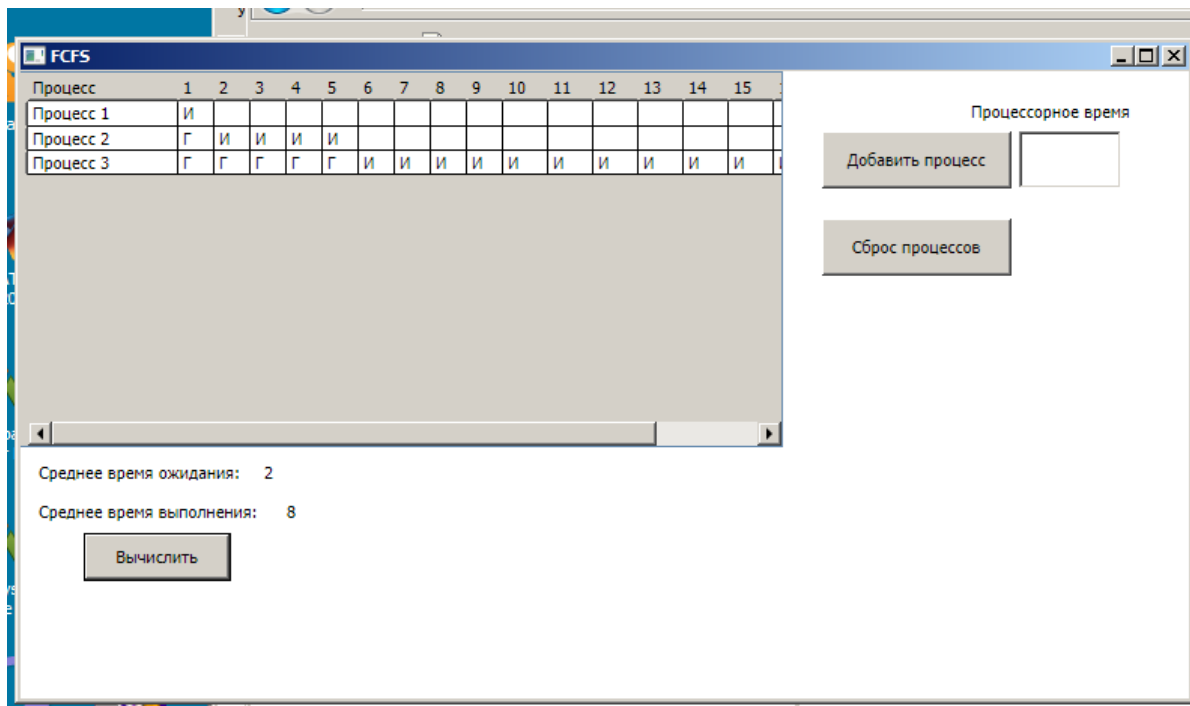 у
FCFS
Процесс 1 2 3 4 5 6 7 8 9 10 11 12 13 14 15
Процессорное время
Процесс 1 И
Процесс 2 Г И И И И
Добавить процесс
Процесс 3 Г Г Г Г Г И И И И И И И И И И
Сброс процессов
Среднее время ожидания: 2
Среднее время выполнения: 8
Вычислить